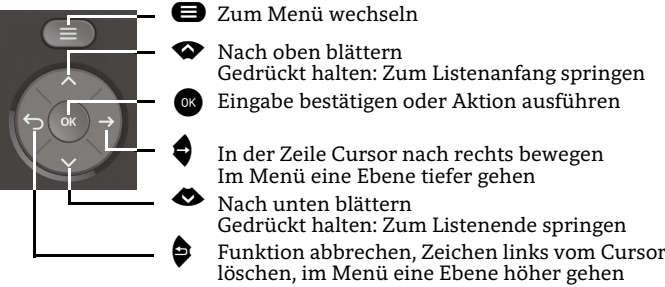 Zum Menü wechseln
Nach oben blättern
Gedrückt halten: Zum Listenanfang springen
OK
Eingabe bestätigen oder Aktion ausführen
OK
In der Zeile Cursor nach rechts bewegen
Im Menü eine Ebene tiefer gehen
Nach unten blättern
Gedrückt halten: Zum Listenende springen
Funktion abbrechen, Zeichen links vom Cursor
löschen, im Menü eine Ebene höher gehen